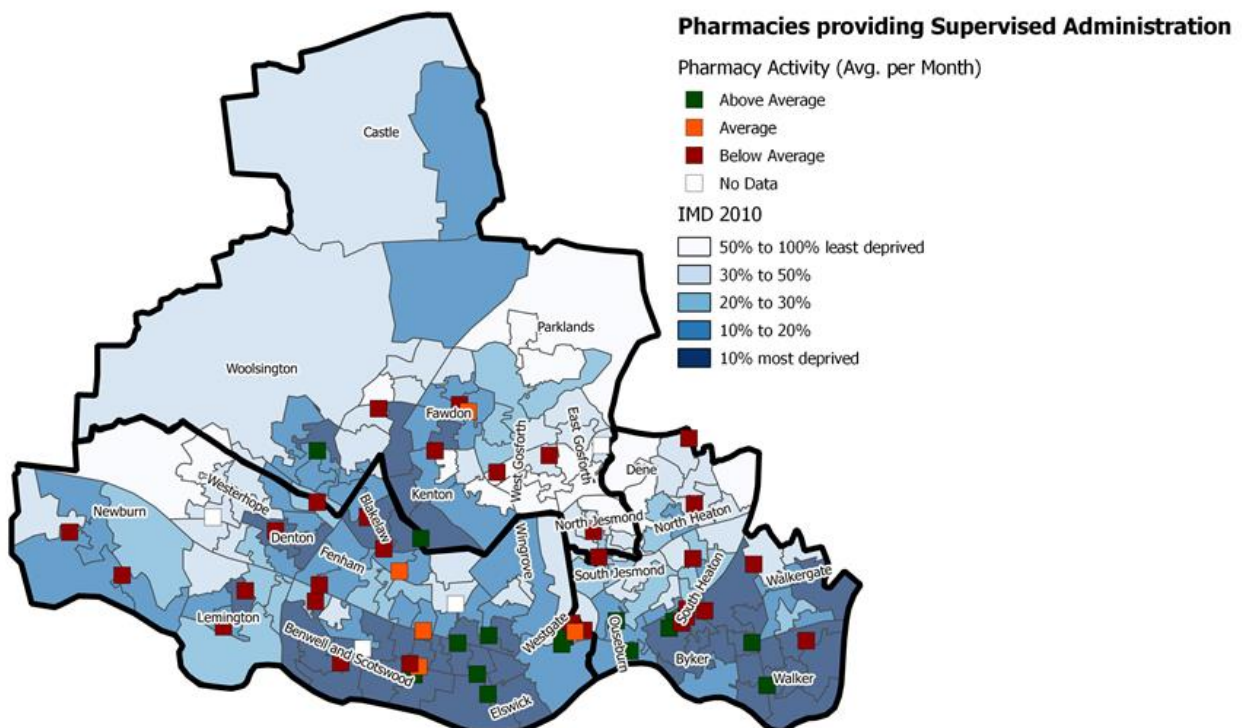 Pharmacies providing Supervised Administration
Pharmacy Activity (Avg. per Month)
Above Average
Average
Below Average
No Data
IMD 2010
50% to 100% least deprived
30% to 50%
20% to 30%
10% to 20%
10% most deprived
Castle
Parklands
Woolsington
Fawdon
East Gosforth
West Gosforth
Dene
Westerhope
Kenton
Newburn
Blakelaw
North Jesmond
North Heaton
Denton
Fenham
Wingrove
South Jesmond
South Heaton
Walkergate
Lemington
Benwell and Scotswood
Westgate
Ouseburn
Byker
Walker
Elswick